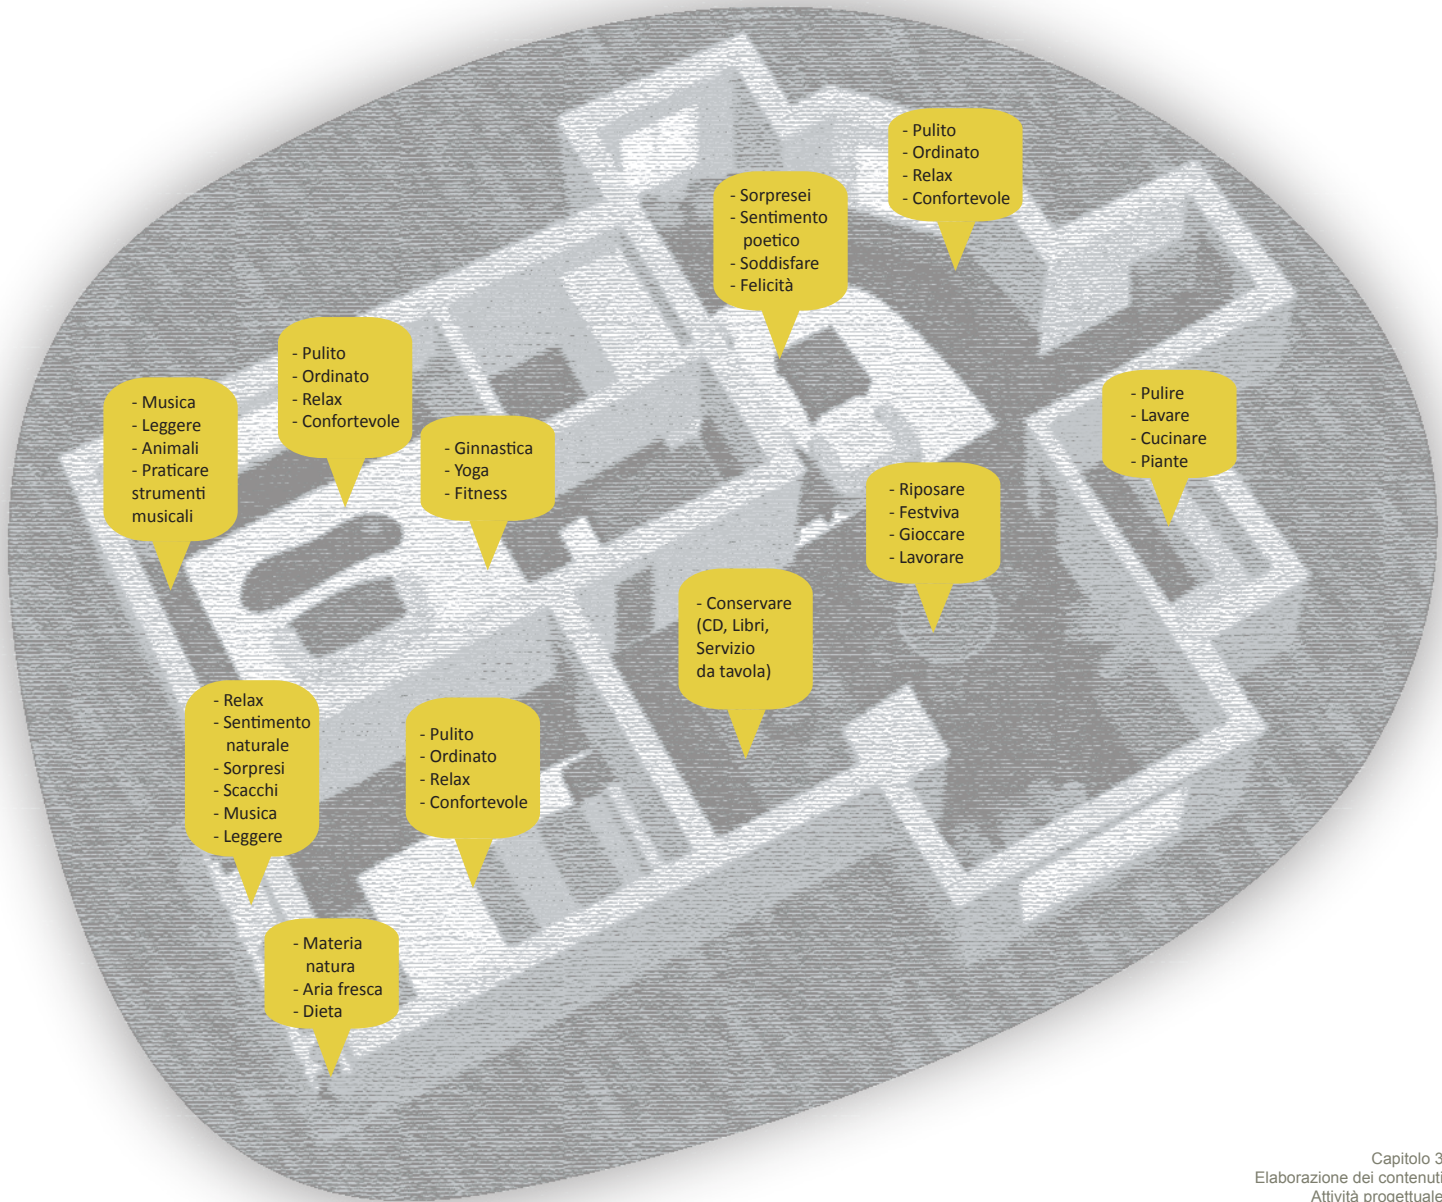 - Pulito
- Ordinato
- Relax
- Confortevole
- Sorpresei
- Sentimento
poetico
- Soddisfare
- Felicità
- Pulito
- Ordinato
- Relax
- Confortevole
- Musica
- Leggere
- Animali
- Praticare
strumenti
musicali
- Ginnastica
- Yoga
- Fitness
- Pulire
- Lavare
- Cucinare
- Piante
- Riposare
- Festviva
- Gioccare
- Lavorare
- Conservare
(CD, Libri,
Servizio
da tavola)
- Relax
- Sentimento
naturale
- Sorpresi
- Scacchi
- Musica
- Leggere
- Pulito
- Ordinato
- Relax
- Confortevole
- Materia
natura
- Aria fresca
- Dieta
Capitolo 3
Elaborazione dei contenuti
Attività progettuale